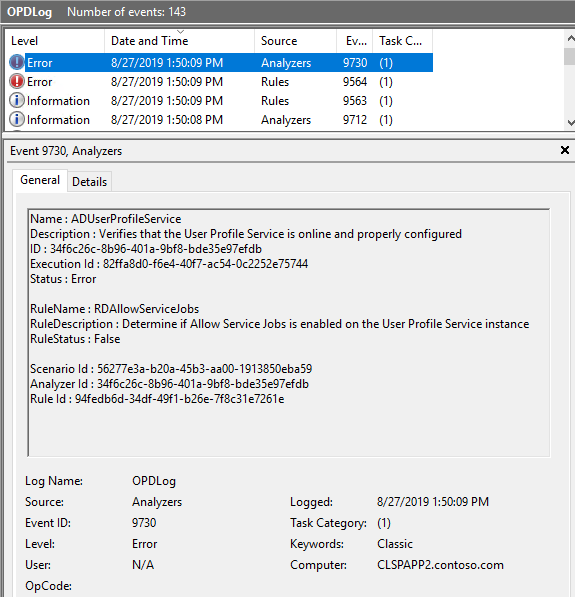 OPDLog Number of events: 143
Level Date and Time Source Ev... Task C...
Error 8/27/2019 1:50:09 PM Analyzers 9730 (1)
Error 8/27/2019 1:50:09 PM Rules 9564 (1)
Information 8/27/2019 1:50:09 PM Rules 9563 (1)
Information 8/27/2019 1:50:08 PM Analyzers 9712 (1)
Event 9730, Analyzers
General Details
Name : ADUserProfileService
Description : Verifies that the User Profile Service is online and properly configured
ID : 34f6c26c-8b96-401a-9bf8-bde35e97efdb
Execution Id : 82ffa8d0-f6e4-40f7-ac54-0c2252e75744
Status : Error
RuleName : RDAllowServiceJobs
RuleDescription : Determine if Allow Service Jobs is enabled on the User Profile Service instance
RuleStatus : False
Scenario Id : 56277e3a-b20a-45b3-aa00-1913850eba59
Analyzer Id : 34f6c26c-8b96-401a-9bf8-bde35e97efdb
Rule Id : 94fedb6d-34df-49f1-b26e-7f8c31e7261e
Log Name: OPDLog
Source: Analyzers Logged: 8/27/2019 1:50:09 PM
Event ID: 9730 Task Category: (1)
Level: Error Keywords: Classic
User: N/A Computer: CLSPAPP2.contoso.com
OpCode: